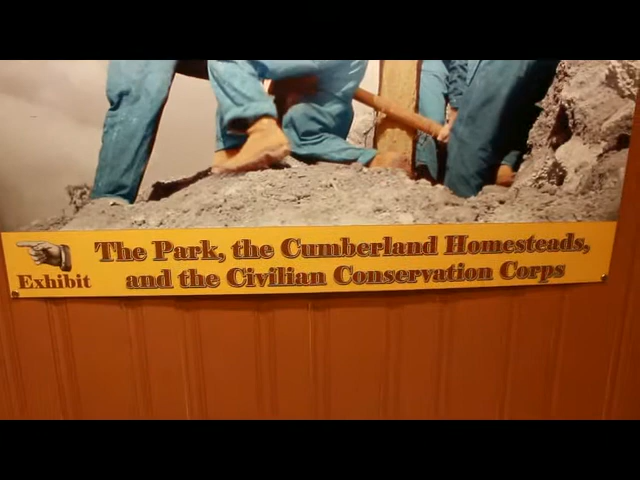 The Park, the Cumberland Homesteads,
Exhibit and the Civilian Conservation Corps